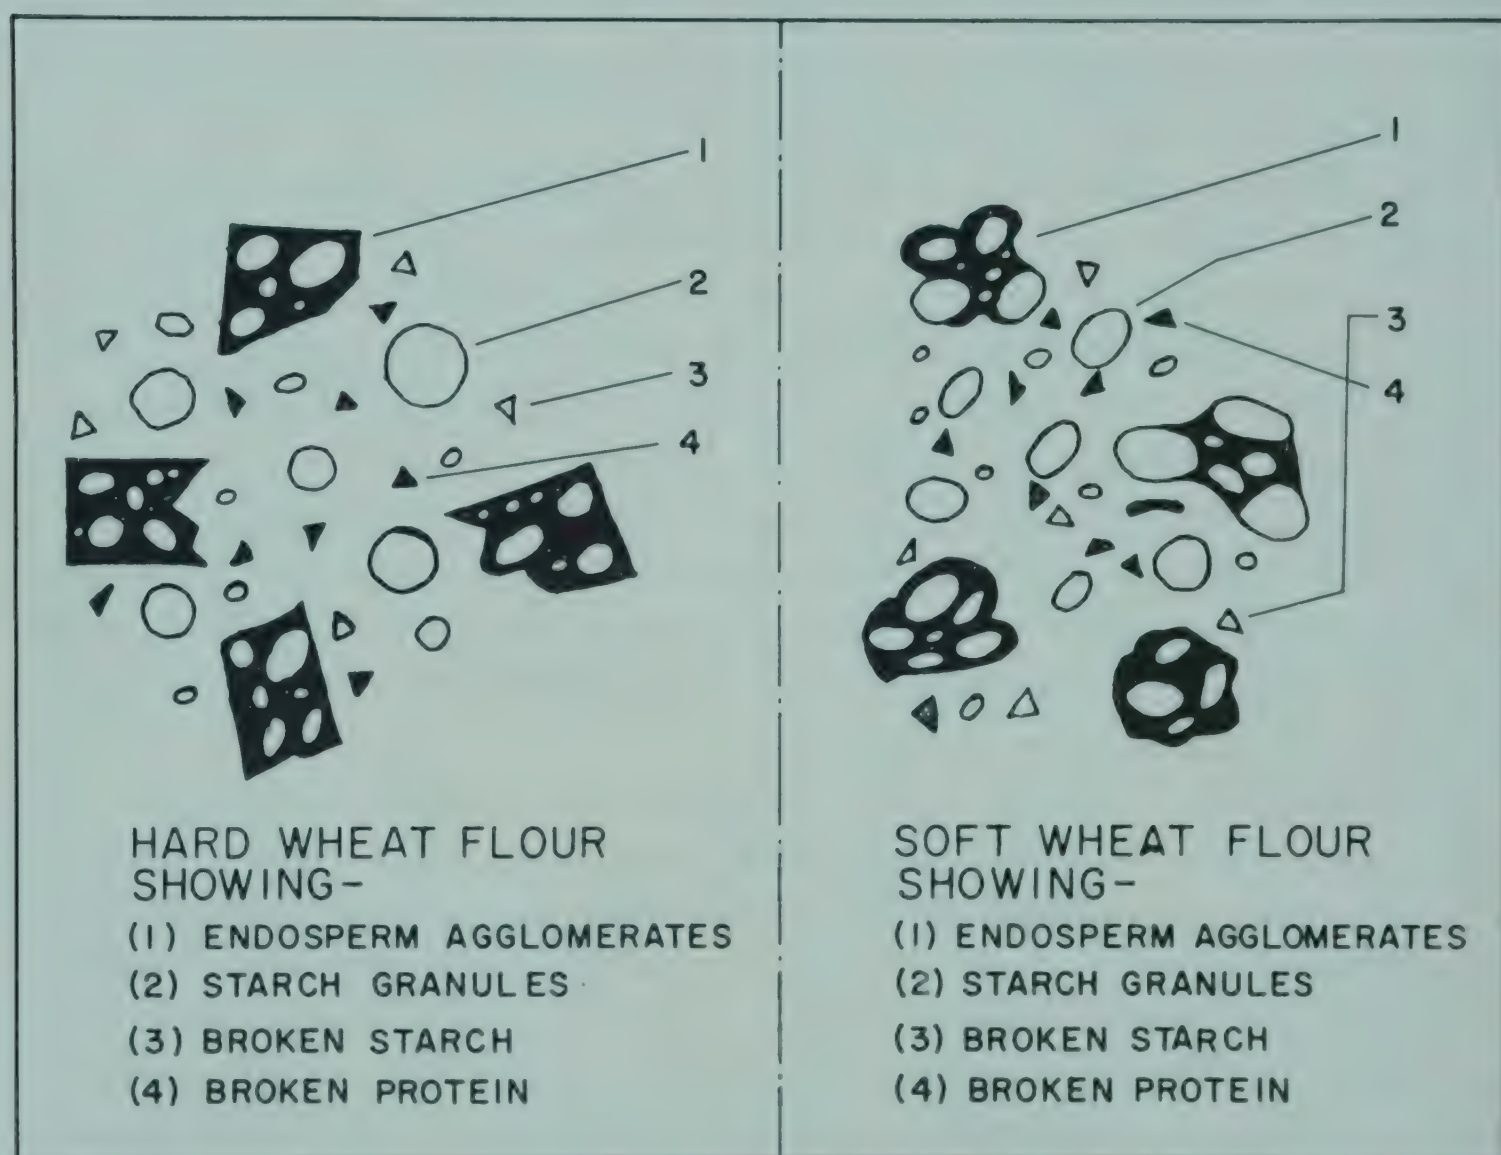 1
2
3
4
HARD WHEAT FLOUR
SHOWING-
(1) ENDOSPERM AGGLOMERATES
(2) STARCH GRANULES
(3) BROKEN STARCH
(4) BROKEN PROTEIN
1
2
3
4
SOFT WHEAT FLOUR
SHOWING-
(1) ENDOSPERM AGGLOMERATES
(2) STARCH GRANULES
(3) BROKEN STARCH
(4) BROKEN PROTEIN